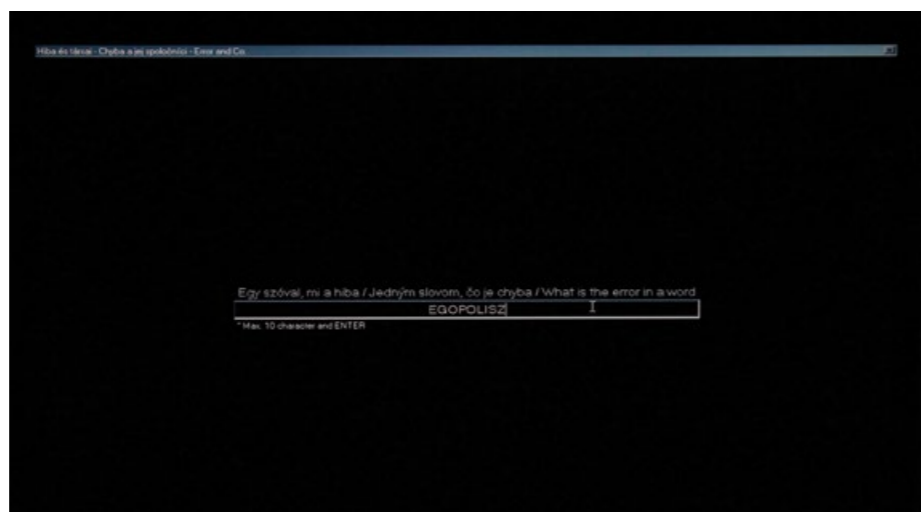 Hiba és társai - Chyba a jej spoločníci - Error and Co.
Egy szóval, mi a hiba / Jedným slovom, čo je chyba / What is the error in a word
EGOPOLISZ
* Max. 10 character and ENTER